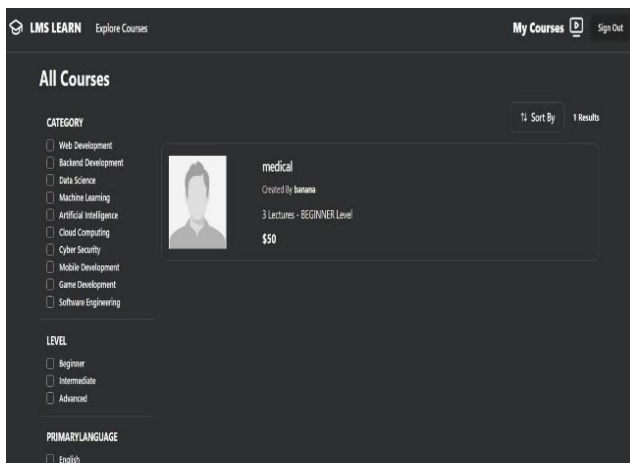 LMS LEARN Explore Courses My Courses Sign Out
All Courses
Sort By 1 Results
CATEGORY
Web Development
Backend Development
Data Science
Machine Learning
Artificial Intelligence
Cloud Computing
Cyber Security
Mobile Development
Game Development
Software Engineering
LEVEL
Beginner
Intermediate
Advanced
PRIMARYLANGUAGE
English
medical
Created By banana
3 Lectures - BEGINNER Level
$50